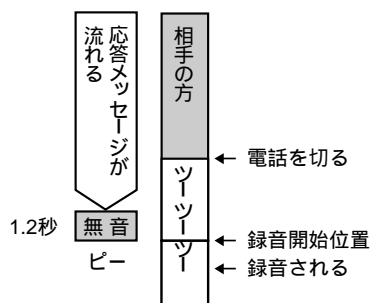 応答メッセージが
流れる
相手の方
電話を切る
ツーツーツー
1.2秒
無音
録音開始位置
ピー
録音される